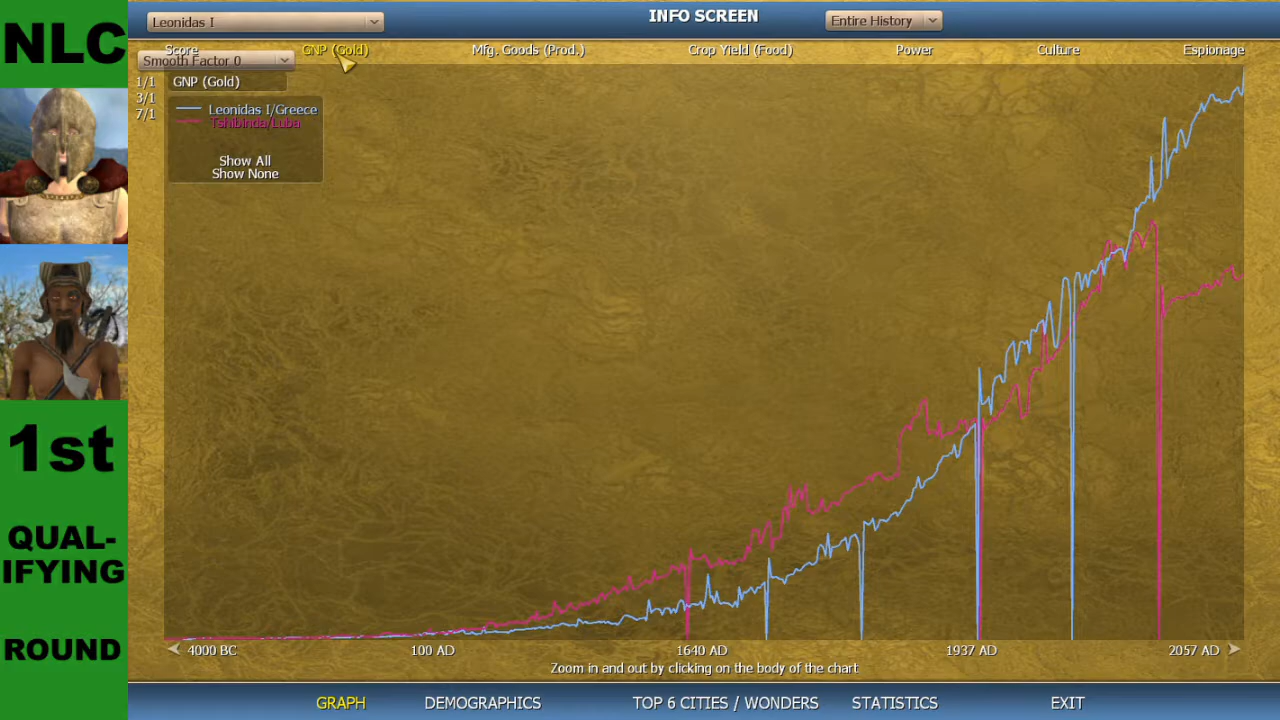 NLC
1st
QUAL-
IFYING
ROUND
Leonidas I
INFO SCREEN
Entire History
Score
GNP (Gold)
Mfg. Goods (Prod.)
Crop Yield (Food)
Power
Culture
Espionage
Smooth Factor 0
1/1
GNP (Gold)
3/1
7/1
Leonidas I/Greece
Tshibinda/Luba
Show All
Show None
4000 BC
100 AD
1640 AD
1937 AD
2057 AD
Zoom in and out by clicking on the body of the chart
GRAPH
DEMOGRAPHICS
TOP 6 CITIES / WONDERS
STATISTICS
EXIT